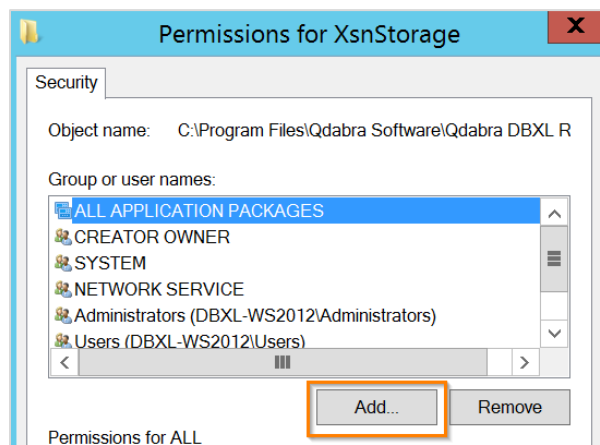 Permissions for XsnStorage
X
Security
Object name: C:\Program Files\Qdabra Software\Qdabra DBXL R
Group or user names:
ALL APPLICATION PACKAGES
CREATOR OWNER
SYSTEM
NETWORK SERVICE
Administrators (DBXL-WS2012\Administrators)
Users (DBXL-WS2012\Users)
Add... Remove
Permissions for ALL